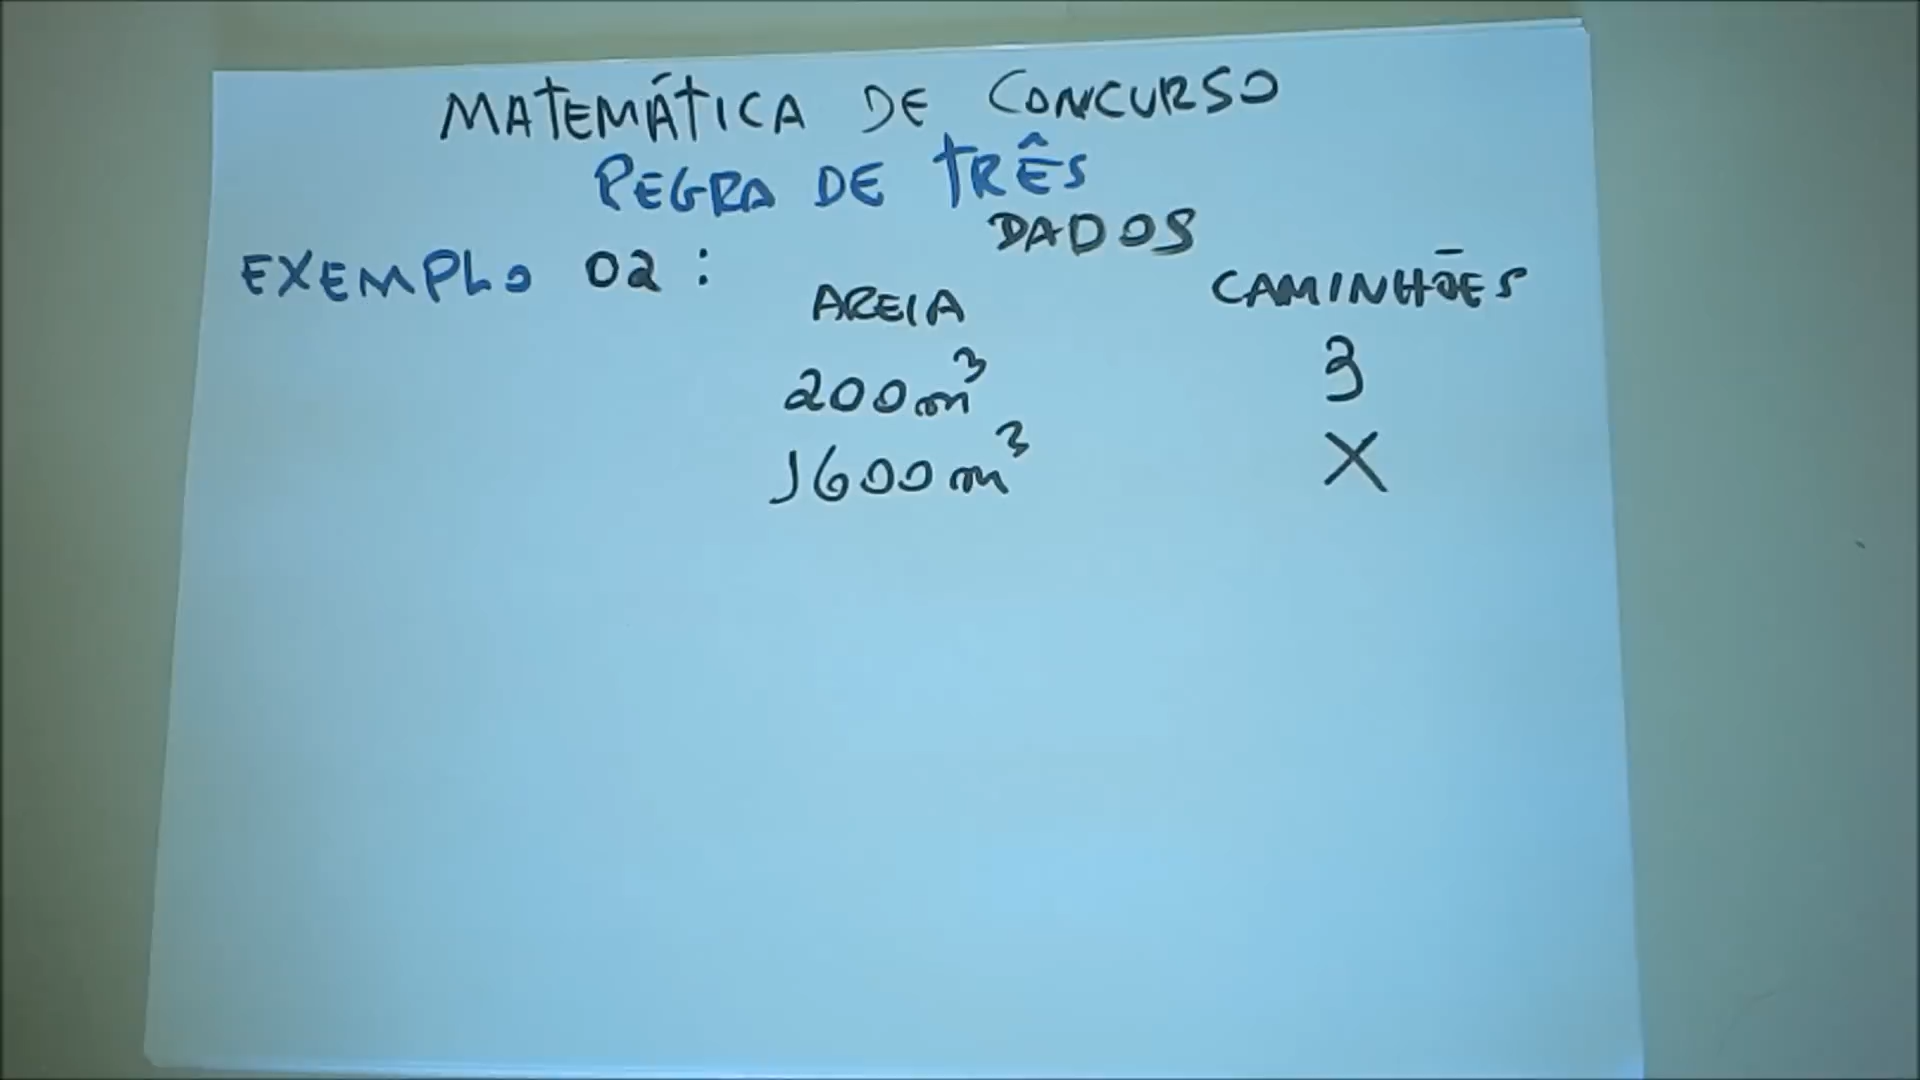 MATEMÁTICA DE CONCURSO
REGRA DE TRÊS
DADOS
EXEMPLO 02:
AREIA CAMINHÕES
200m³ 3
1600m³ X